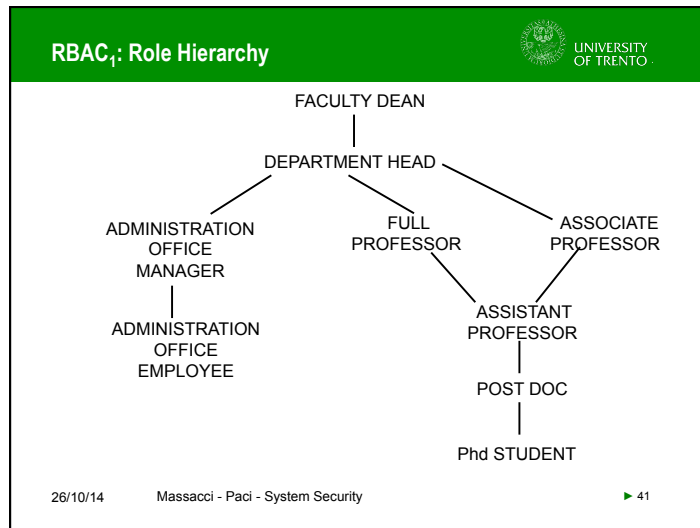 RBAC₁: Role Hierarchy
UNIVERSITY
OF TRENTO
FACULTY DEAN
DEPARTMENT HEAD
ADMINISTRATION
OFFICE
MANAGER
FULL
PROFESSOR
ASSOCIATE
PROFESSOR
ADMINISTRATION
OFFICE
EMPLOYEE
ASSISTANT
PROFESSOR
POST DOC
Phd STUDENT
26/10/14
Massacci - Paci - System Security
► 41